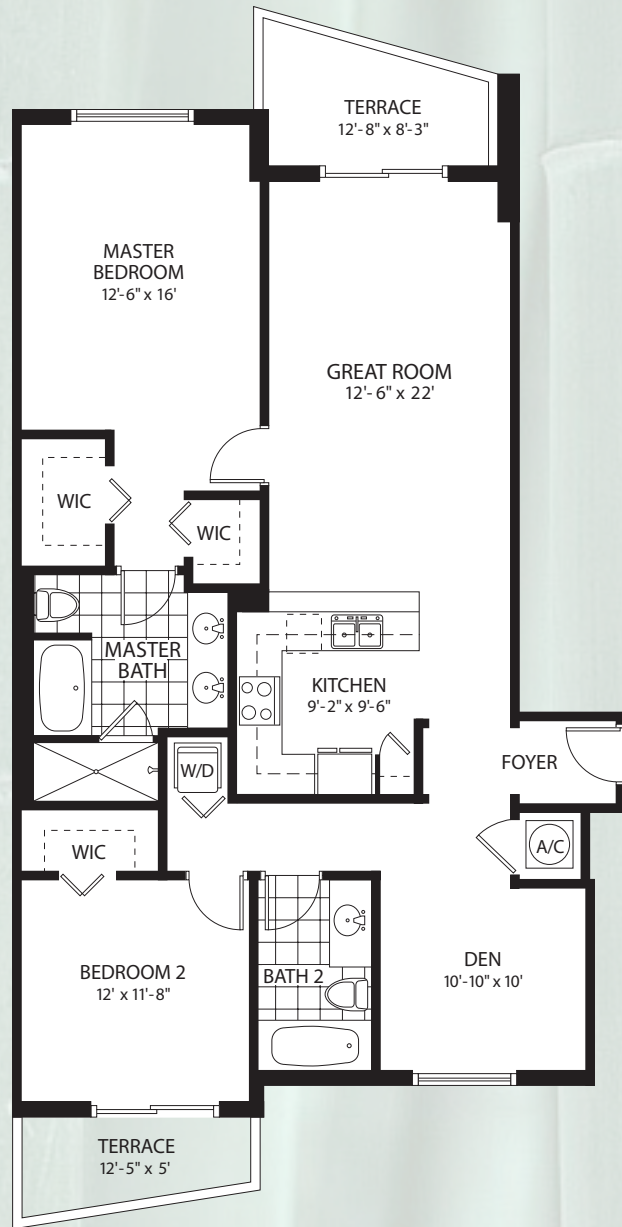 TERRACE
12'-8" x 8'-3"
MASTER
BEDROOM
12'-6" x 16'
GREAT ROOM
12'- 6" x 22'
WIC
WIC
MASTER
BATH
KITCHEN
9'-2" x 9'-6"
FOYER
W/D
A/C
WIC
BEDROOM 2
12' x 11'-8"
BATH 2
DEN
10'-10" x 10'
TERRACE
12'-5" x 5'